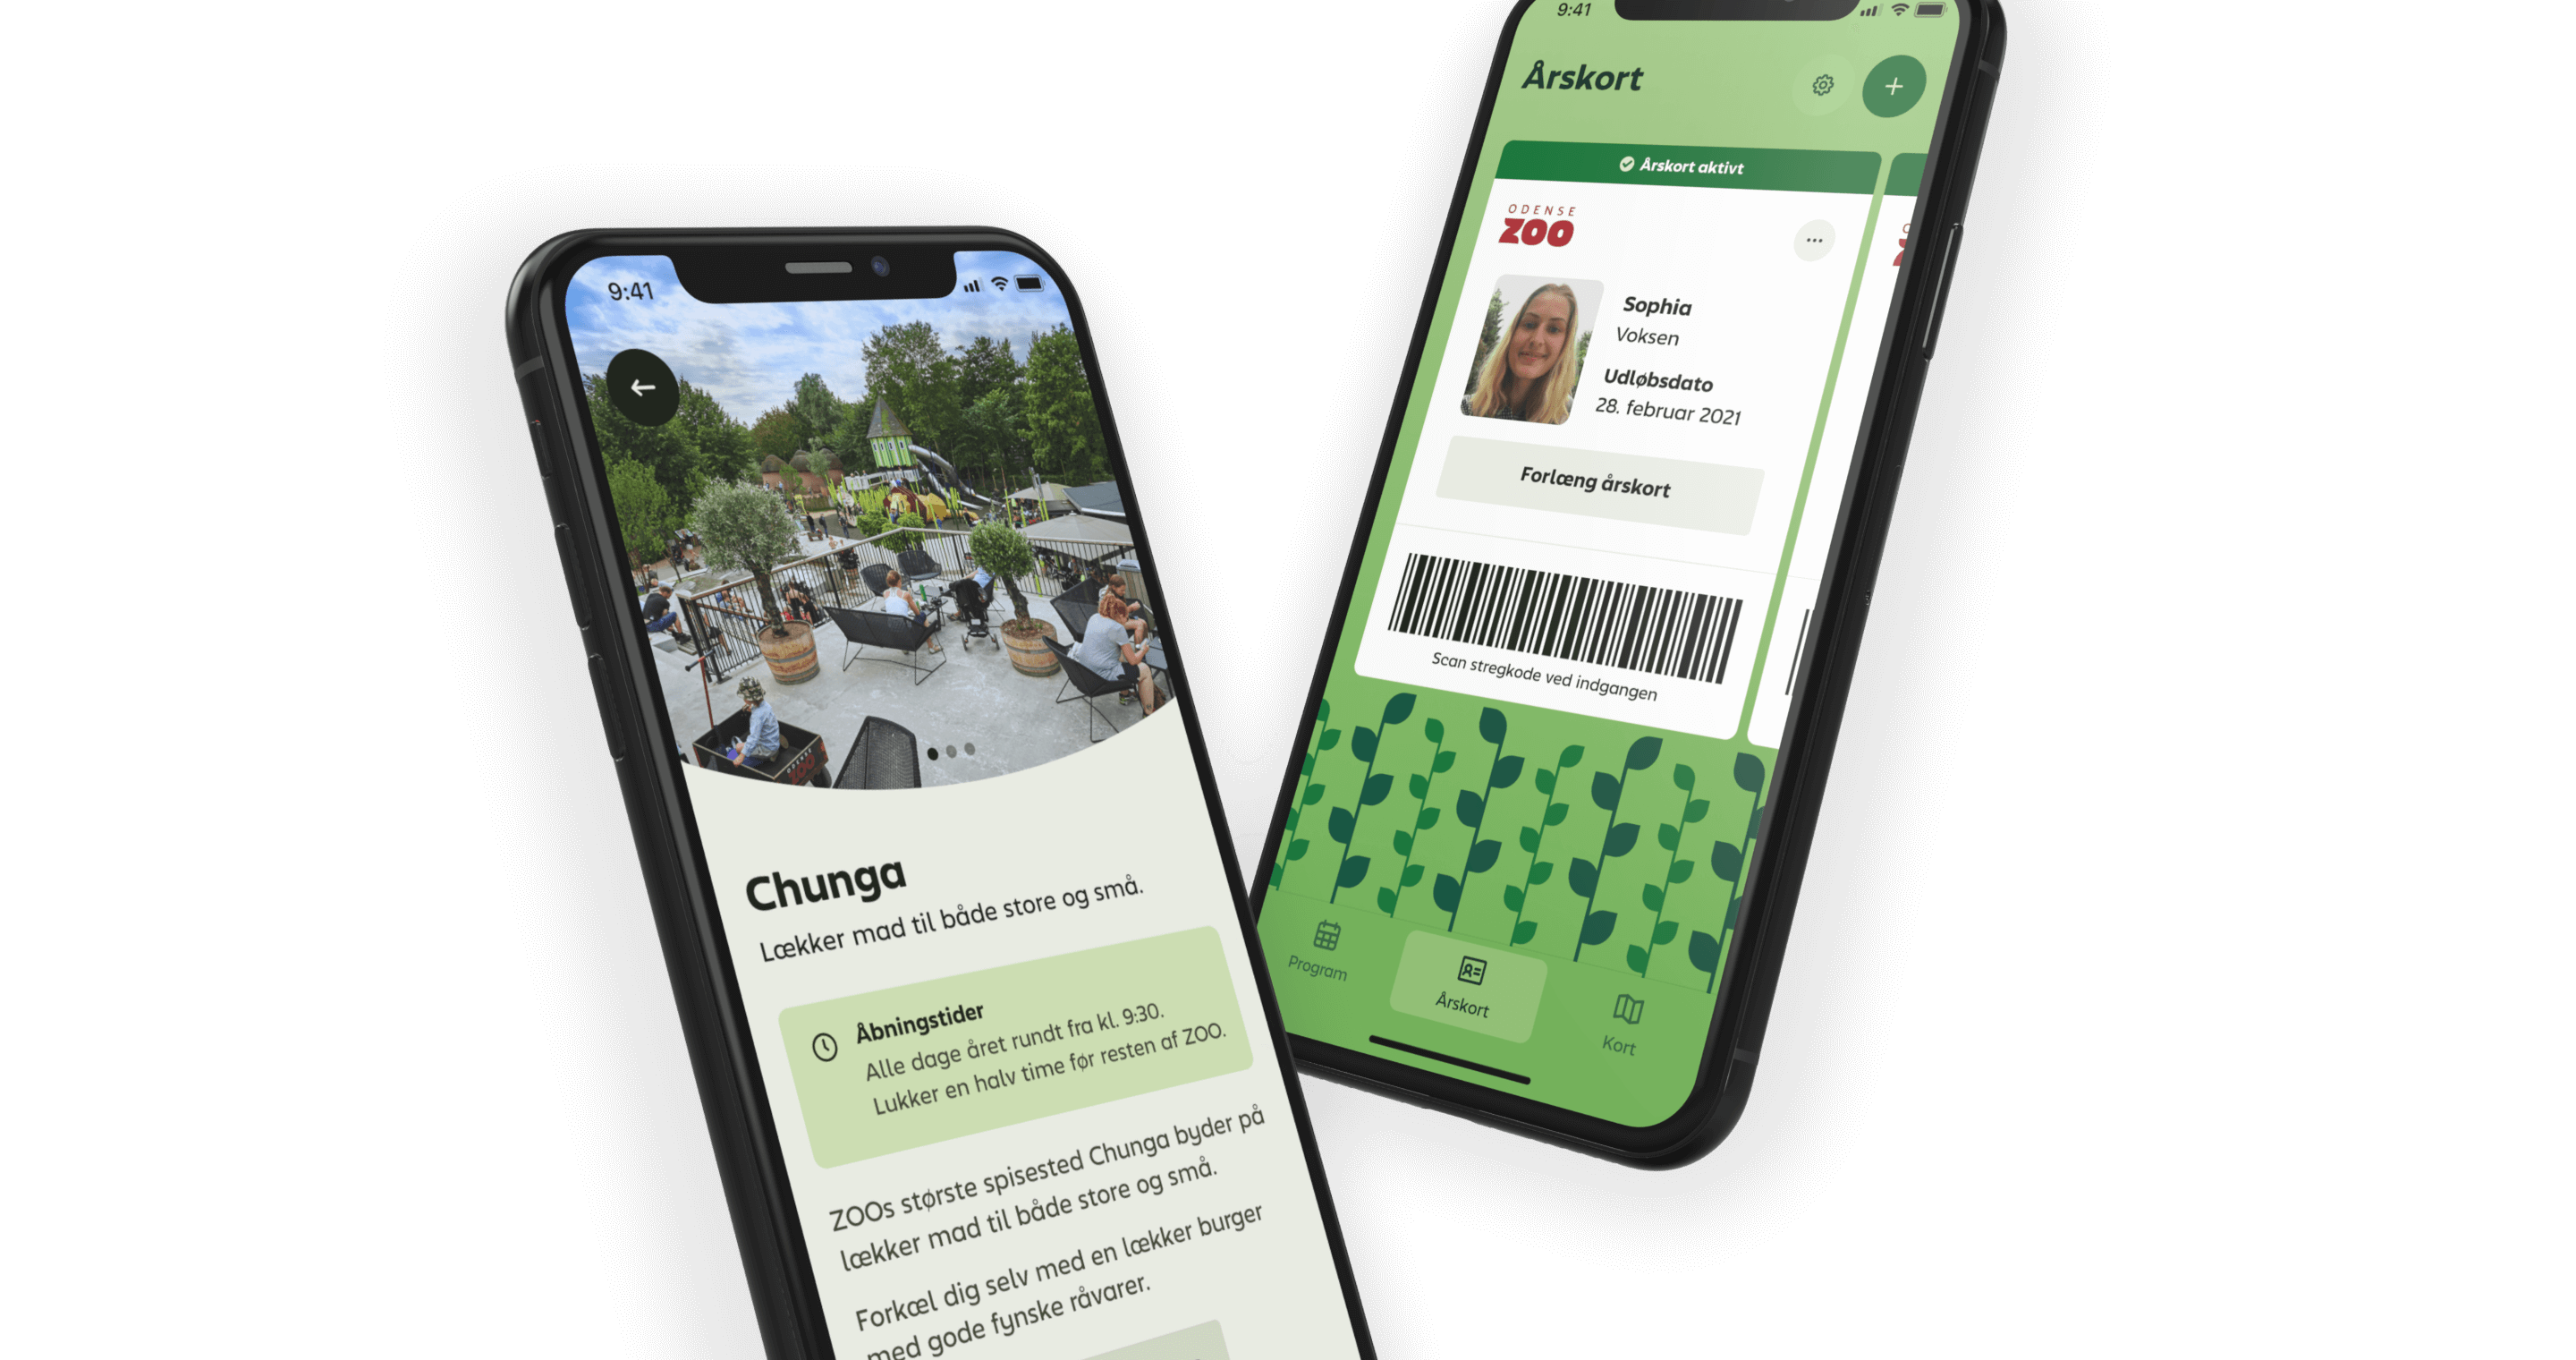 9:41
Chunga
Lækker mad til både store og små.
Åbningstider
Alle dage året rundt fra kl. 9:30.
Lukker en halv time før resten af ZOO.
ZOOs største spisested Chunga byder på
lækker mad til både store og små.
Forkæl dig selv med en lækker burger
med gode fynske råvarer.
ODENSE
ZOO
9:41
Årskort
Årskort aktivt
ODENSE
ZOO
Sophia
Voksen
Udløbsdato
28. februar 2021
Forlæng årskort
Scan stregkode ved indgangen
Program
Årskort
Kort